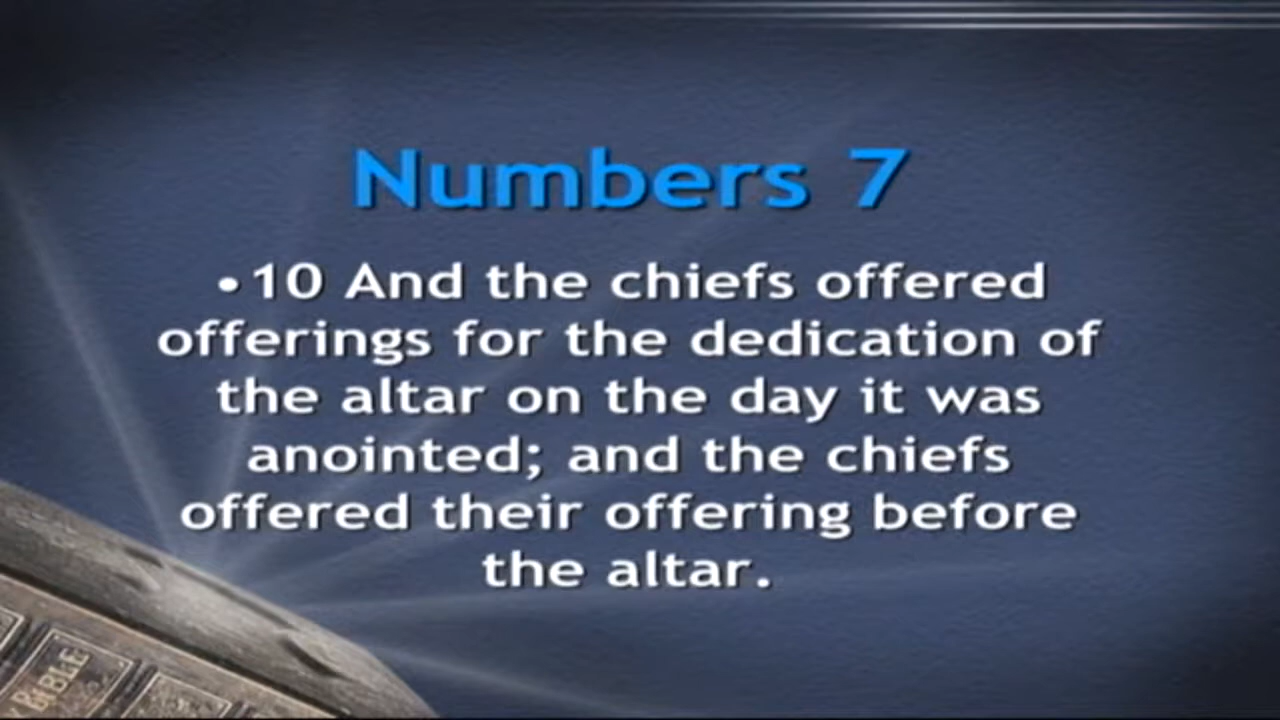 Numbers 7
•10 And the chiefs offered
offerings for the dedication of
the altar on the day it was
anointed; and the chiefs
offered their offering before
the altar.
BIBLE